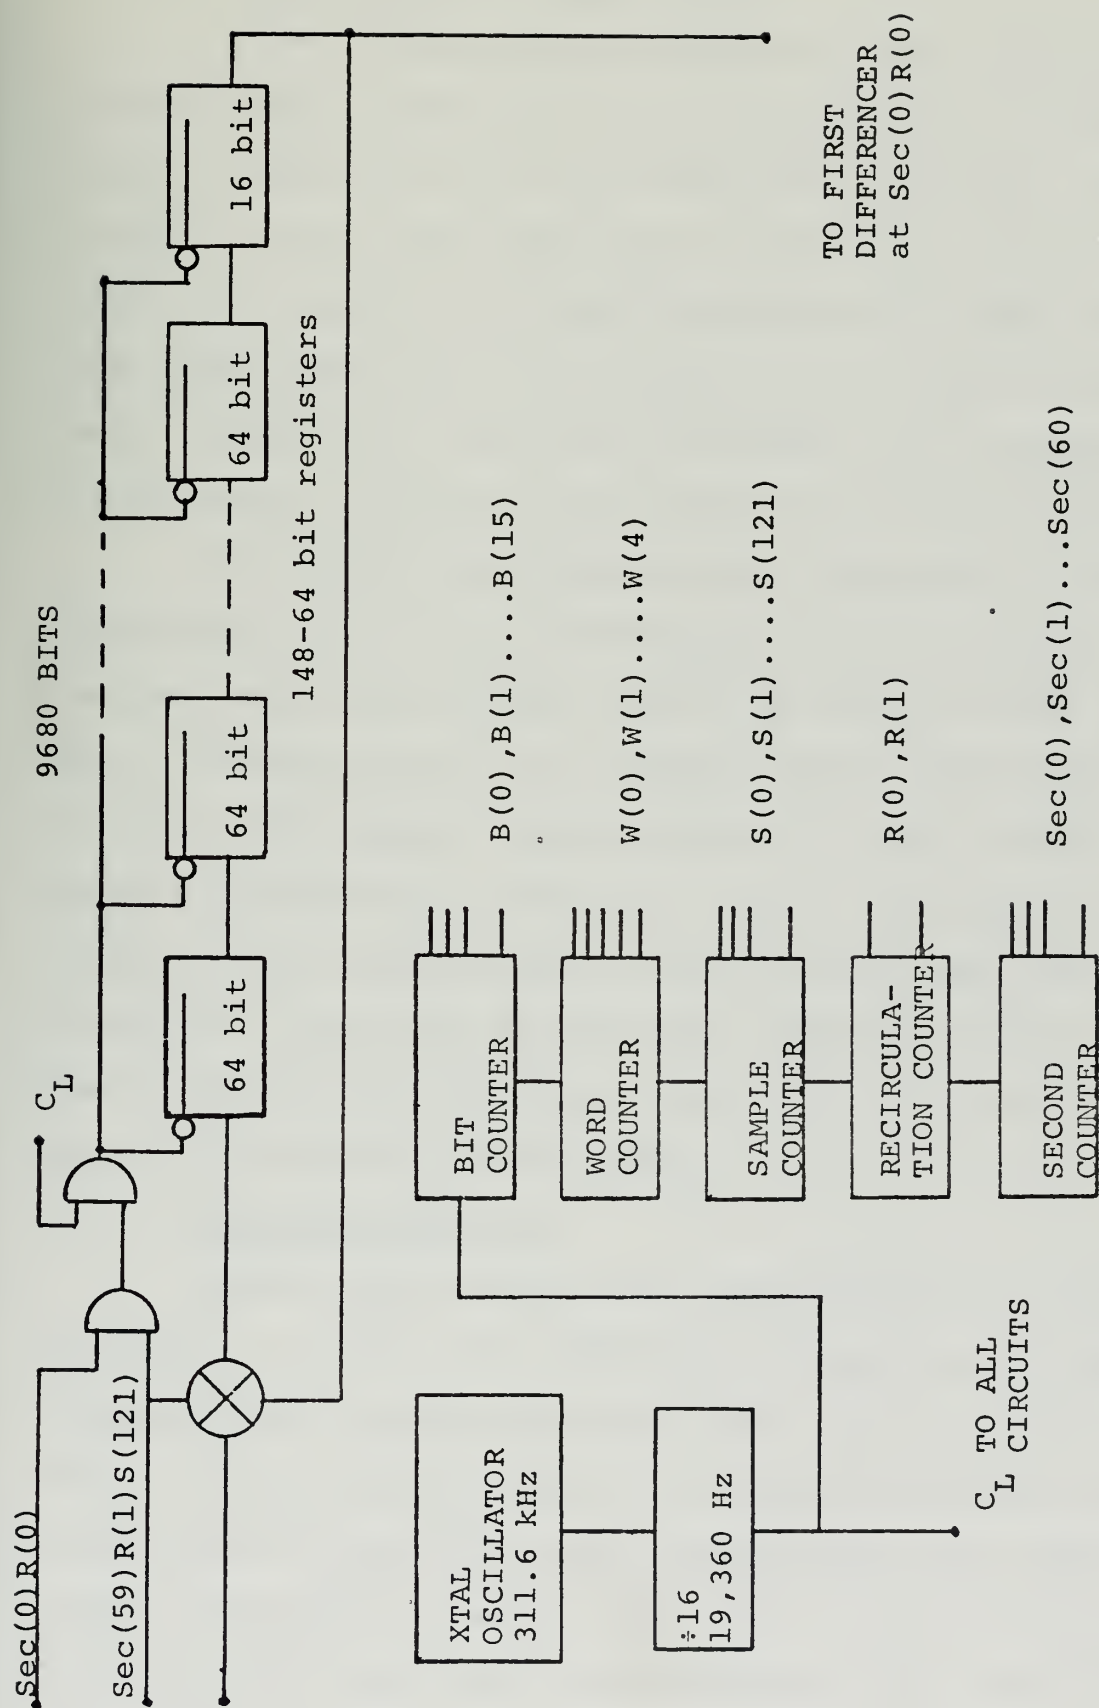 9680 BITS
C_L
Sec(0)R(0)
Sec(59)R(1)S(121)
64 bit
64 bit
64 bit
16 bit
148-64 bit registers
TO FIRST
DIFFERENCER
at Sec(0)R(0)
XTAL
OSCILLATOR
311.6 kHz
÷16
19,360 Hz
C_L TO ALL
CIRCUITS
BIT
COUNTER
B(0),B(1)....B(15)
WORD
COUNTER
W(0),W(1)....W(4)
SAMPLE
COUNTER
S(0),S(1)....S(121)
RECIRCULA-
TION COUNTER
R(0),R(1)
SECOND
COUNTER
Sec(0),Sec(1)...Sec(60)